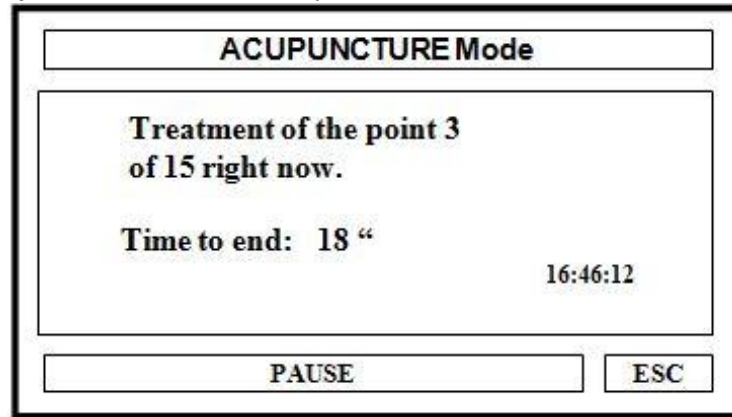 ACUPUNCTURE Mode
Treatment of the point 3
of 15 right now.
Time to end: 18 “
16:46:12
PAUSE
ESC